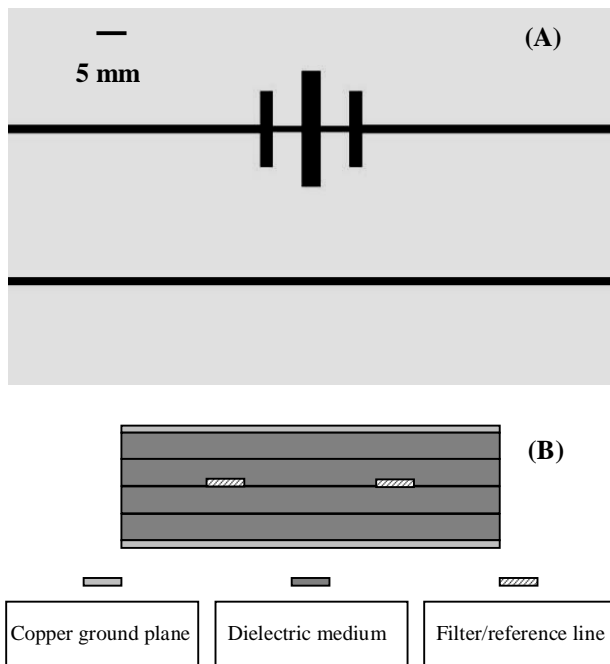 (A)
5 mm
(B)
Copper ground plane
Dielectric medium
Filter/reference line